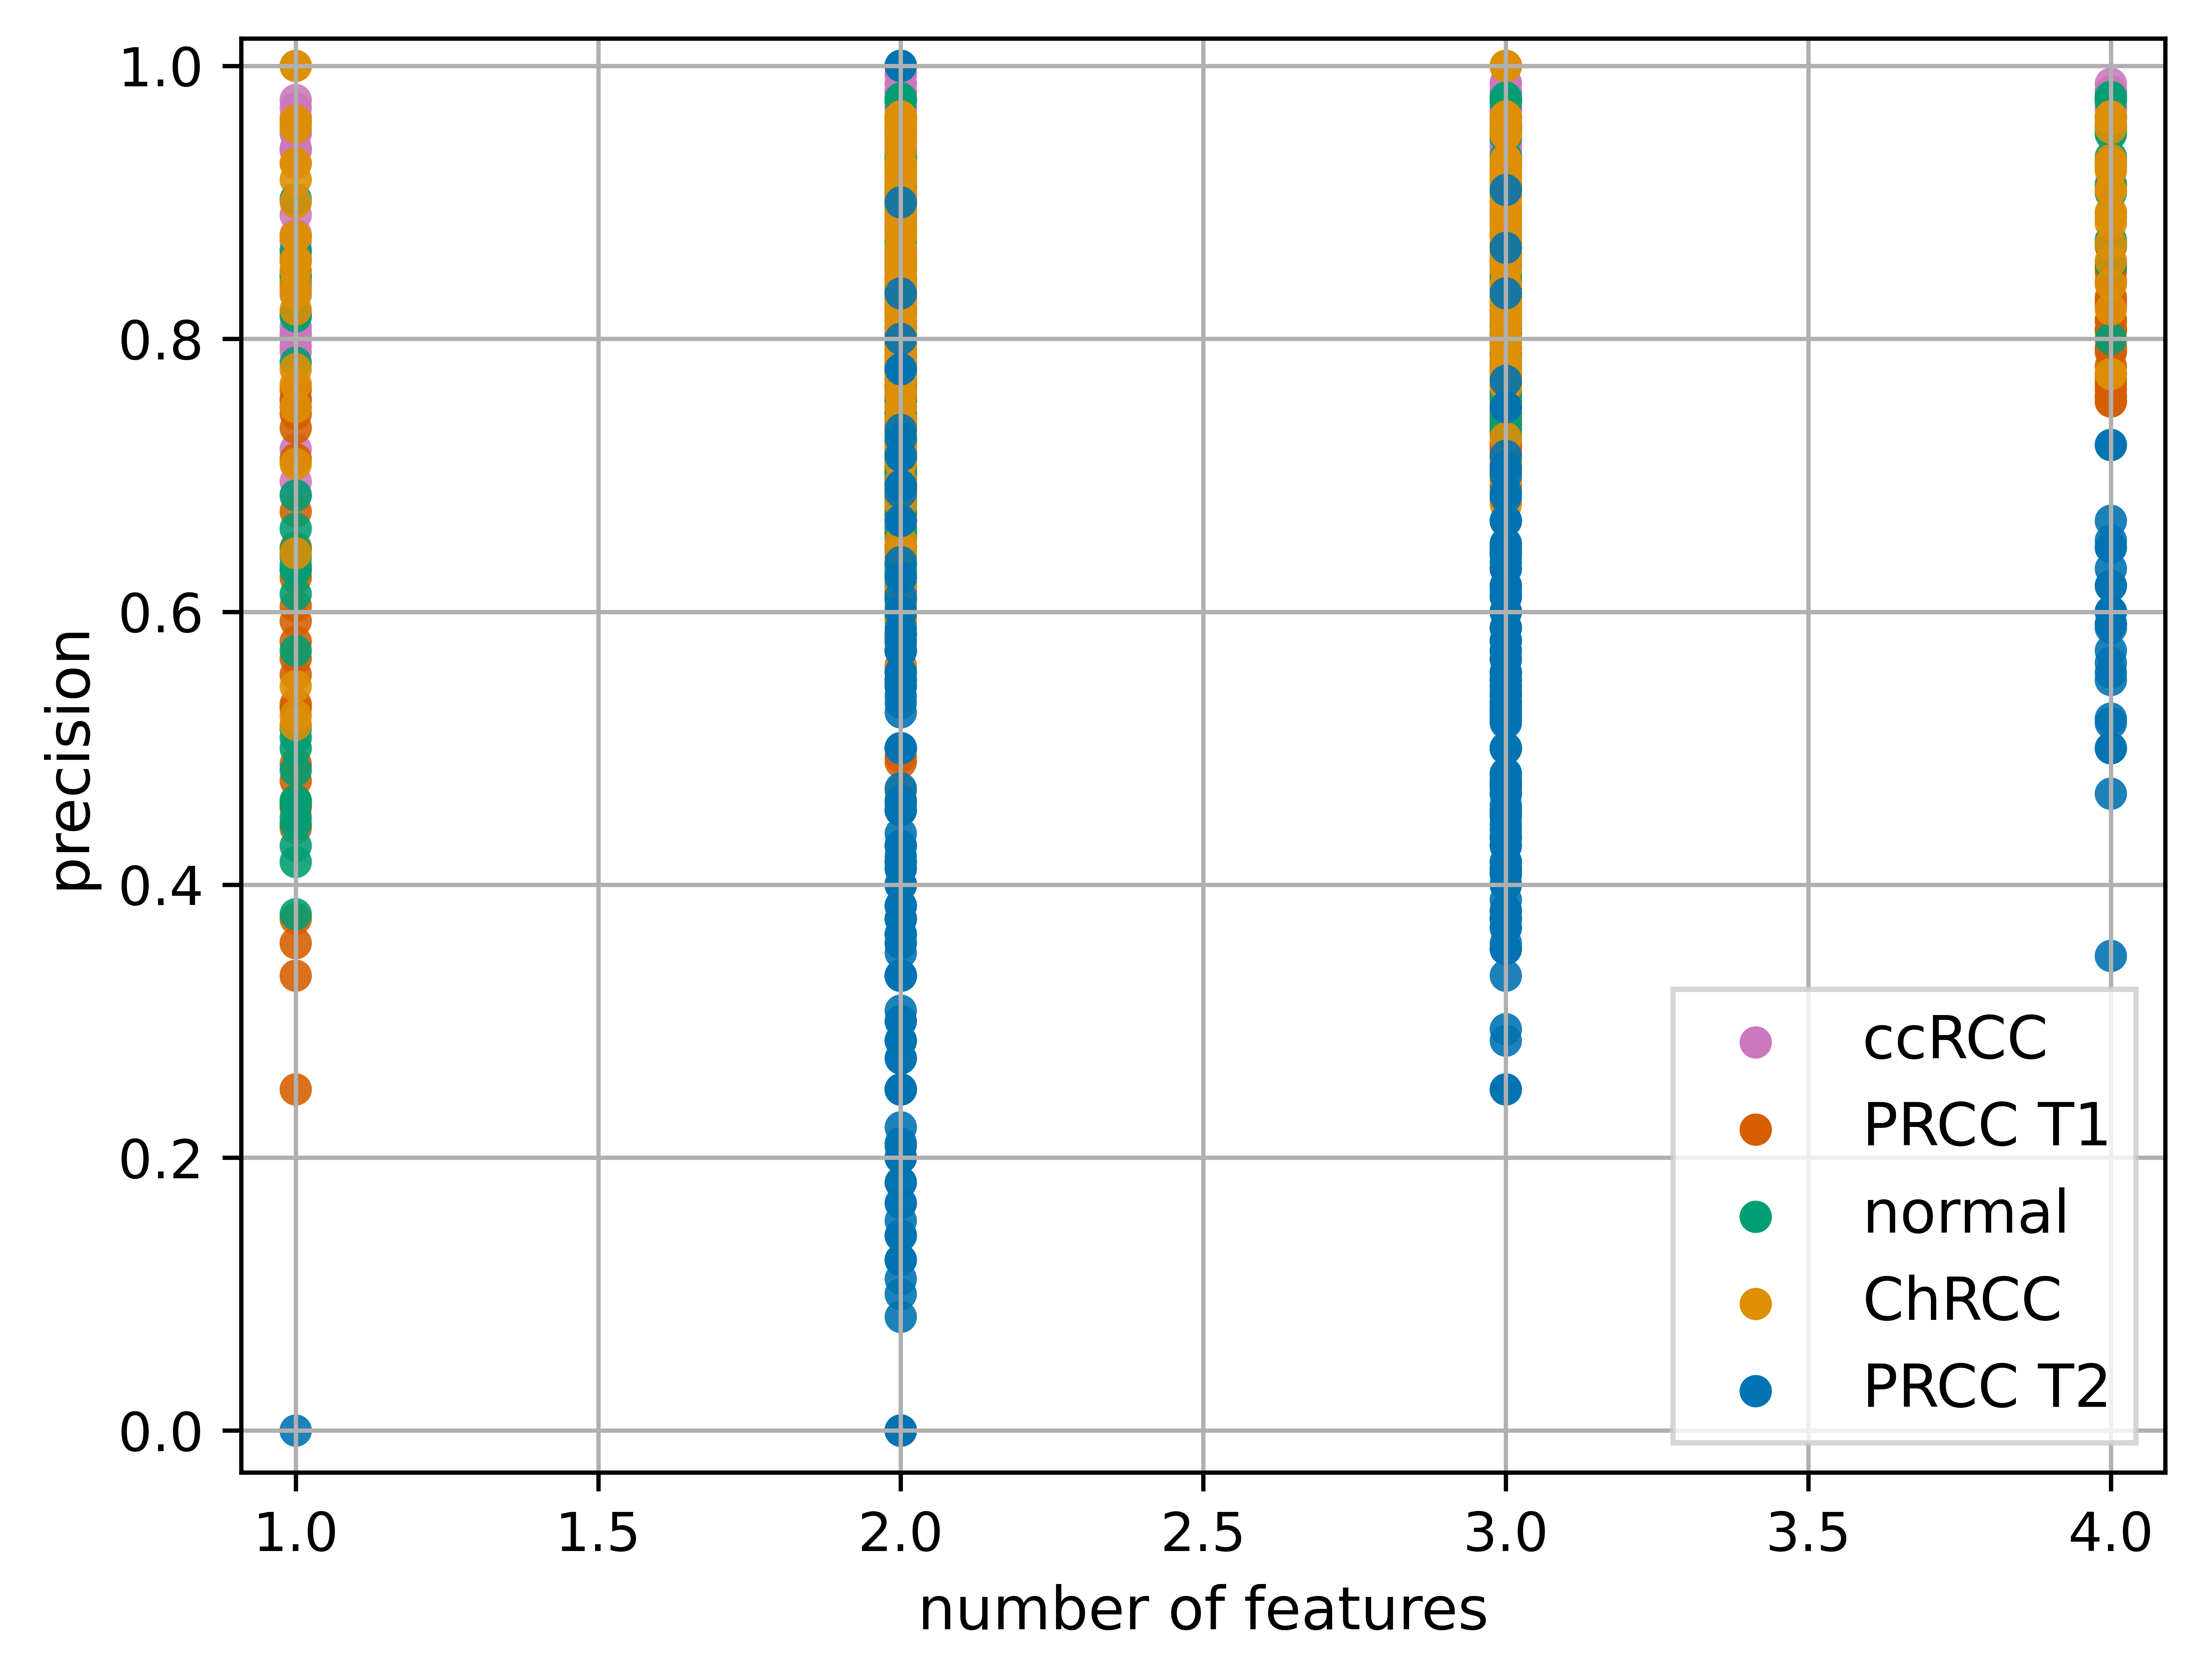 1.0
0.8
0.6
0.4
0.2
0.0
precision
1.0 1.5 2.0 2.5 3.0 3.5 4.0
number of features
ccRCC
PRCC T1
normal
ChRCC
PRCC T2